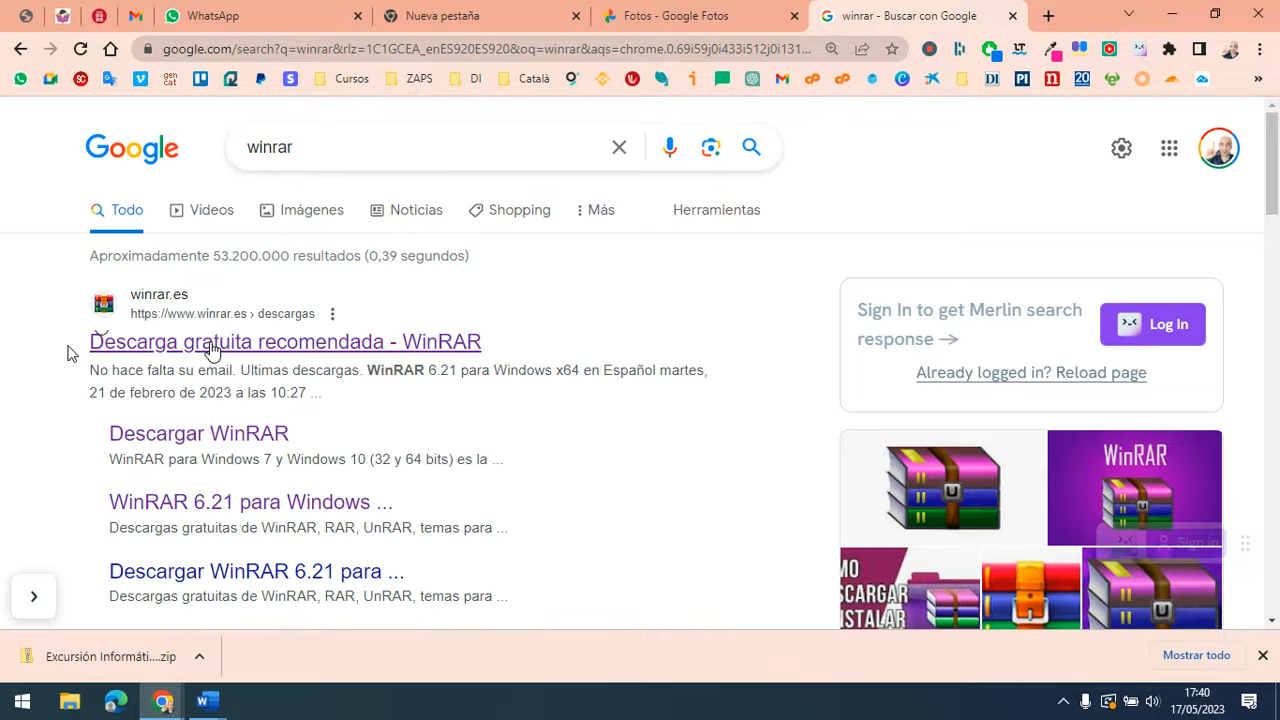 WhatsApp
Nueva pestaña
Fotos - Google Fotos
winrar - Buscar con Google
google.com/search?q=winrar&rlz=1C1GCEA_enES920ES920&oq=winrar&aqs=chrome.0.69i59j0i433i512j0i131...
Cursos
ZAPS
DI
Català
Google
winrar
Todo
Videos
Imágenes
Noticias
Shopping
Más
Herramientas
Aproximadamente 53.200.000 resultados (0,39 segundos)
winrar.es
https://www.winrar.es › descargas
Descarga gratuita recomendada - WinRAR
No hace falta su email. Ultimas descargas. WinRAR 6.21 para Windows x64 en Español martes,
21 de febrero de 2023 a las 10:27 ...
Descargar WinRAR
WinRAR para Windows 7 y Windows 10 (32 y 64 bits) es la ...
WinRAR 6.21 para Windows ...
Descargas gratuitas de WinRAR, RAR, UnRAR, temas para ...
Descargar WinRAR 6.21 para ...
Descargas gratuitas de WinRAR, RAR, UnRAR, temas para ...
Sign In to get Merlin search
response →
Log In
Already logged in? Reload page
WinRAR
Sign in
MO
SCARGAR
INSTALAR
Excursión Informáti....zip
Mostrar todo
17:40
17/05/2023